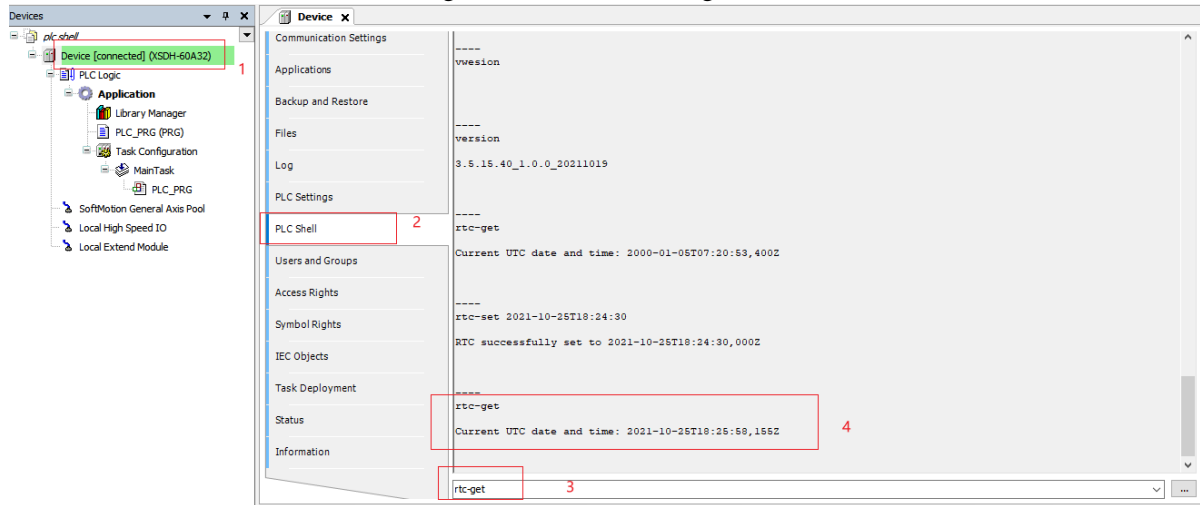 Devices
plc shell
Device [connected] (XSDH-60A32)
1
PLC Logic
Application
Library Manager
PLC_PRG (PRG)
Task Configuration
MainTask
PLC_PRG
SoftMotion General Axis Pool
Local High Speed IO
Local Extend Module
Device
Communication Settings
Applications
Backup and Restore
Files
Log
PLC Settings
PLC Shell
2
Users and Groups
Access Rights
Symbol Rights
IEC Objects
Task Deployment
Status
Information
----
vwesion
----
version
3.5.15.40_1.0.0_20211019
----
rtc-get
Current UTC date and time: 2000-01-05T07:20:53,400Z
----
rtc-set 2021-10-25T18:24:30
RTC successfully set to 2021-10-25T18:24:30,000Z
----
rtc-get
Current UTC date and time: 2021-10-25T18:25:58,155Z
4
rtc-get
3
...